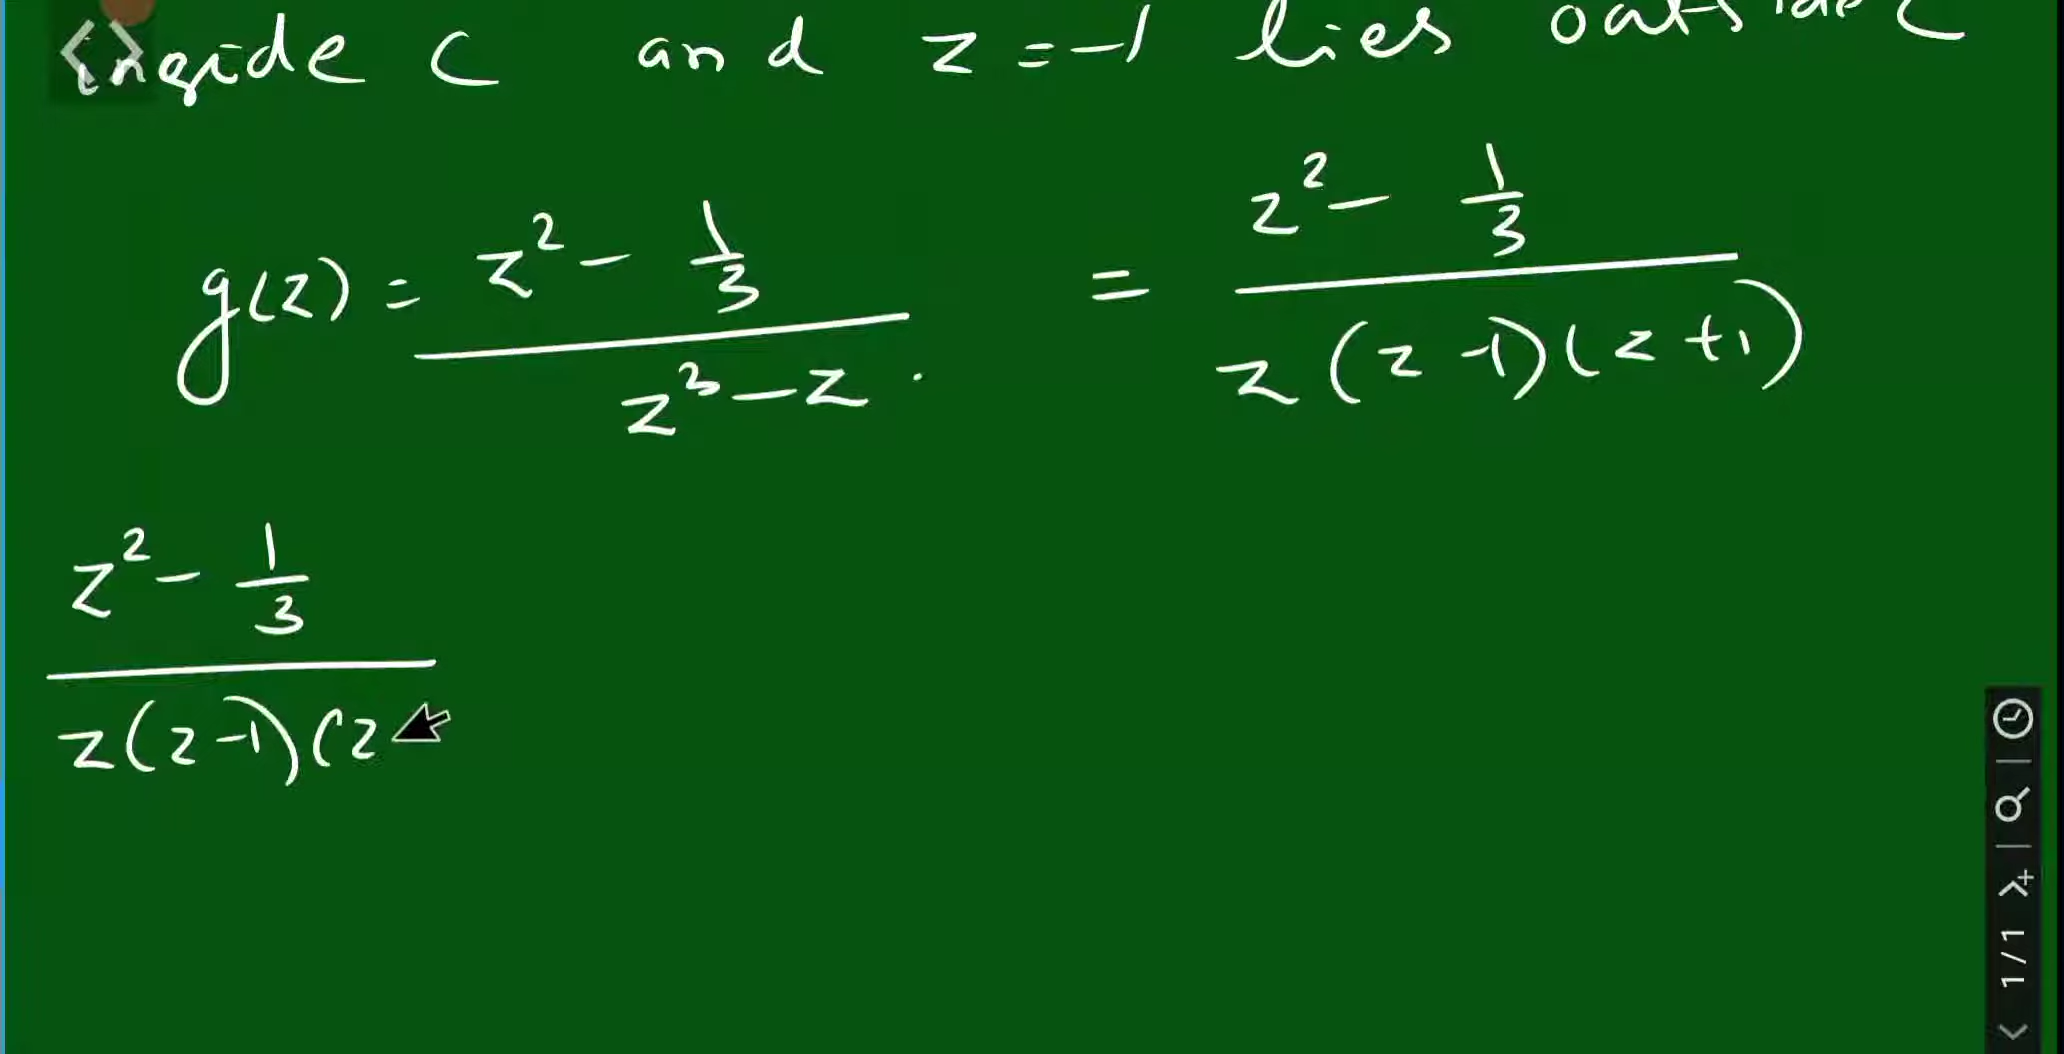 inside C and z = -1 lies outside C
g(z) = (z² - 1/3)/(z³ - z) . = (z² - 1/3)/(z(z-1)(z+1))
(z² - 1/3)/(z(z-1)(z
< 1/1 >+